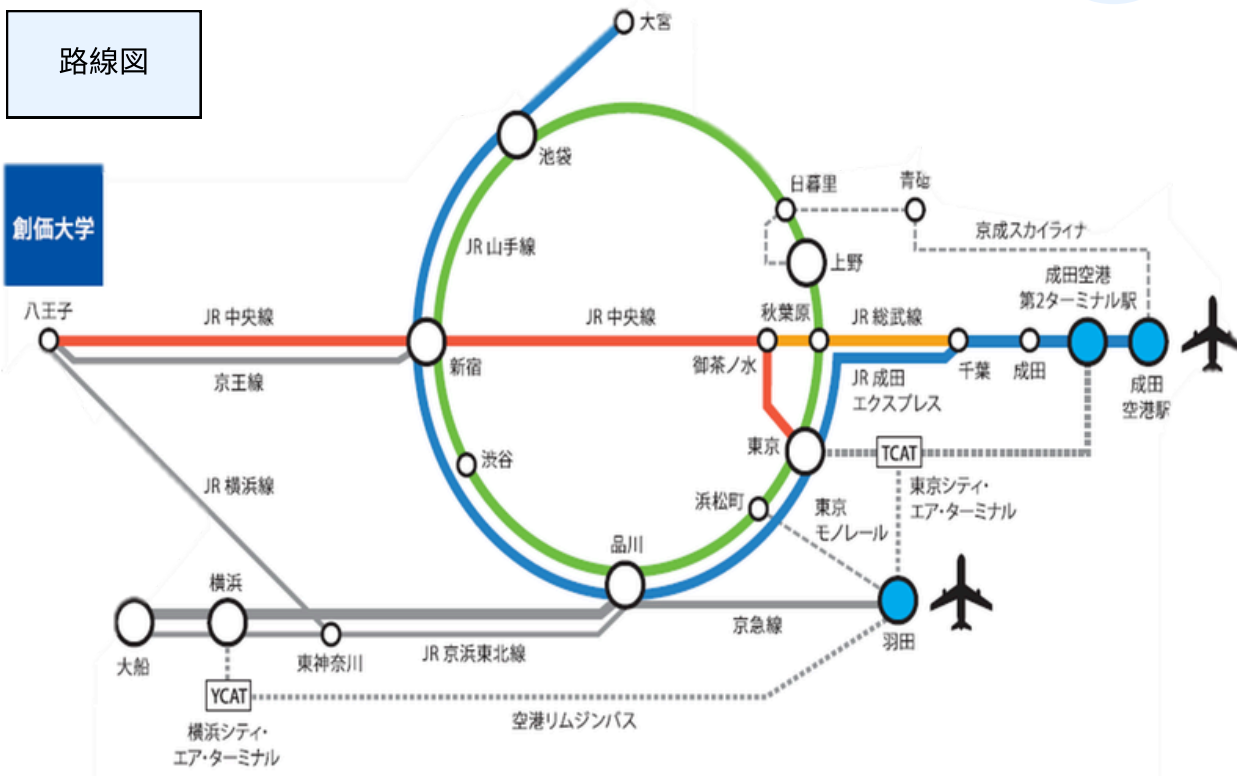 路線図
大宮
池袋
日暮里
青砥
創価大学
JR 山手線
京成スカイライナ
上野
成田空港
第2ターミナル駅
八王子
JR 中央線
JR 中央線
秋葉原
JR 総武線
京王線
新宿
御茶ノ水
JR 成田
エクスプレス
千葉
成田
成田
空港駅
渋谷
東京
TCAT
JR 横浜線
浜松町
東京
モノレール
東京シティ・
エア・ターミナル
品川
横浜
京急線
羽田
大船
東神奈川
JR 京浜東北線
YCAT
空港リムジンバス
横浜シティ・
エア・ターミナル